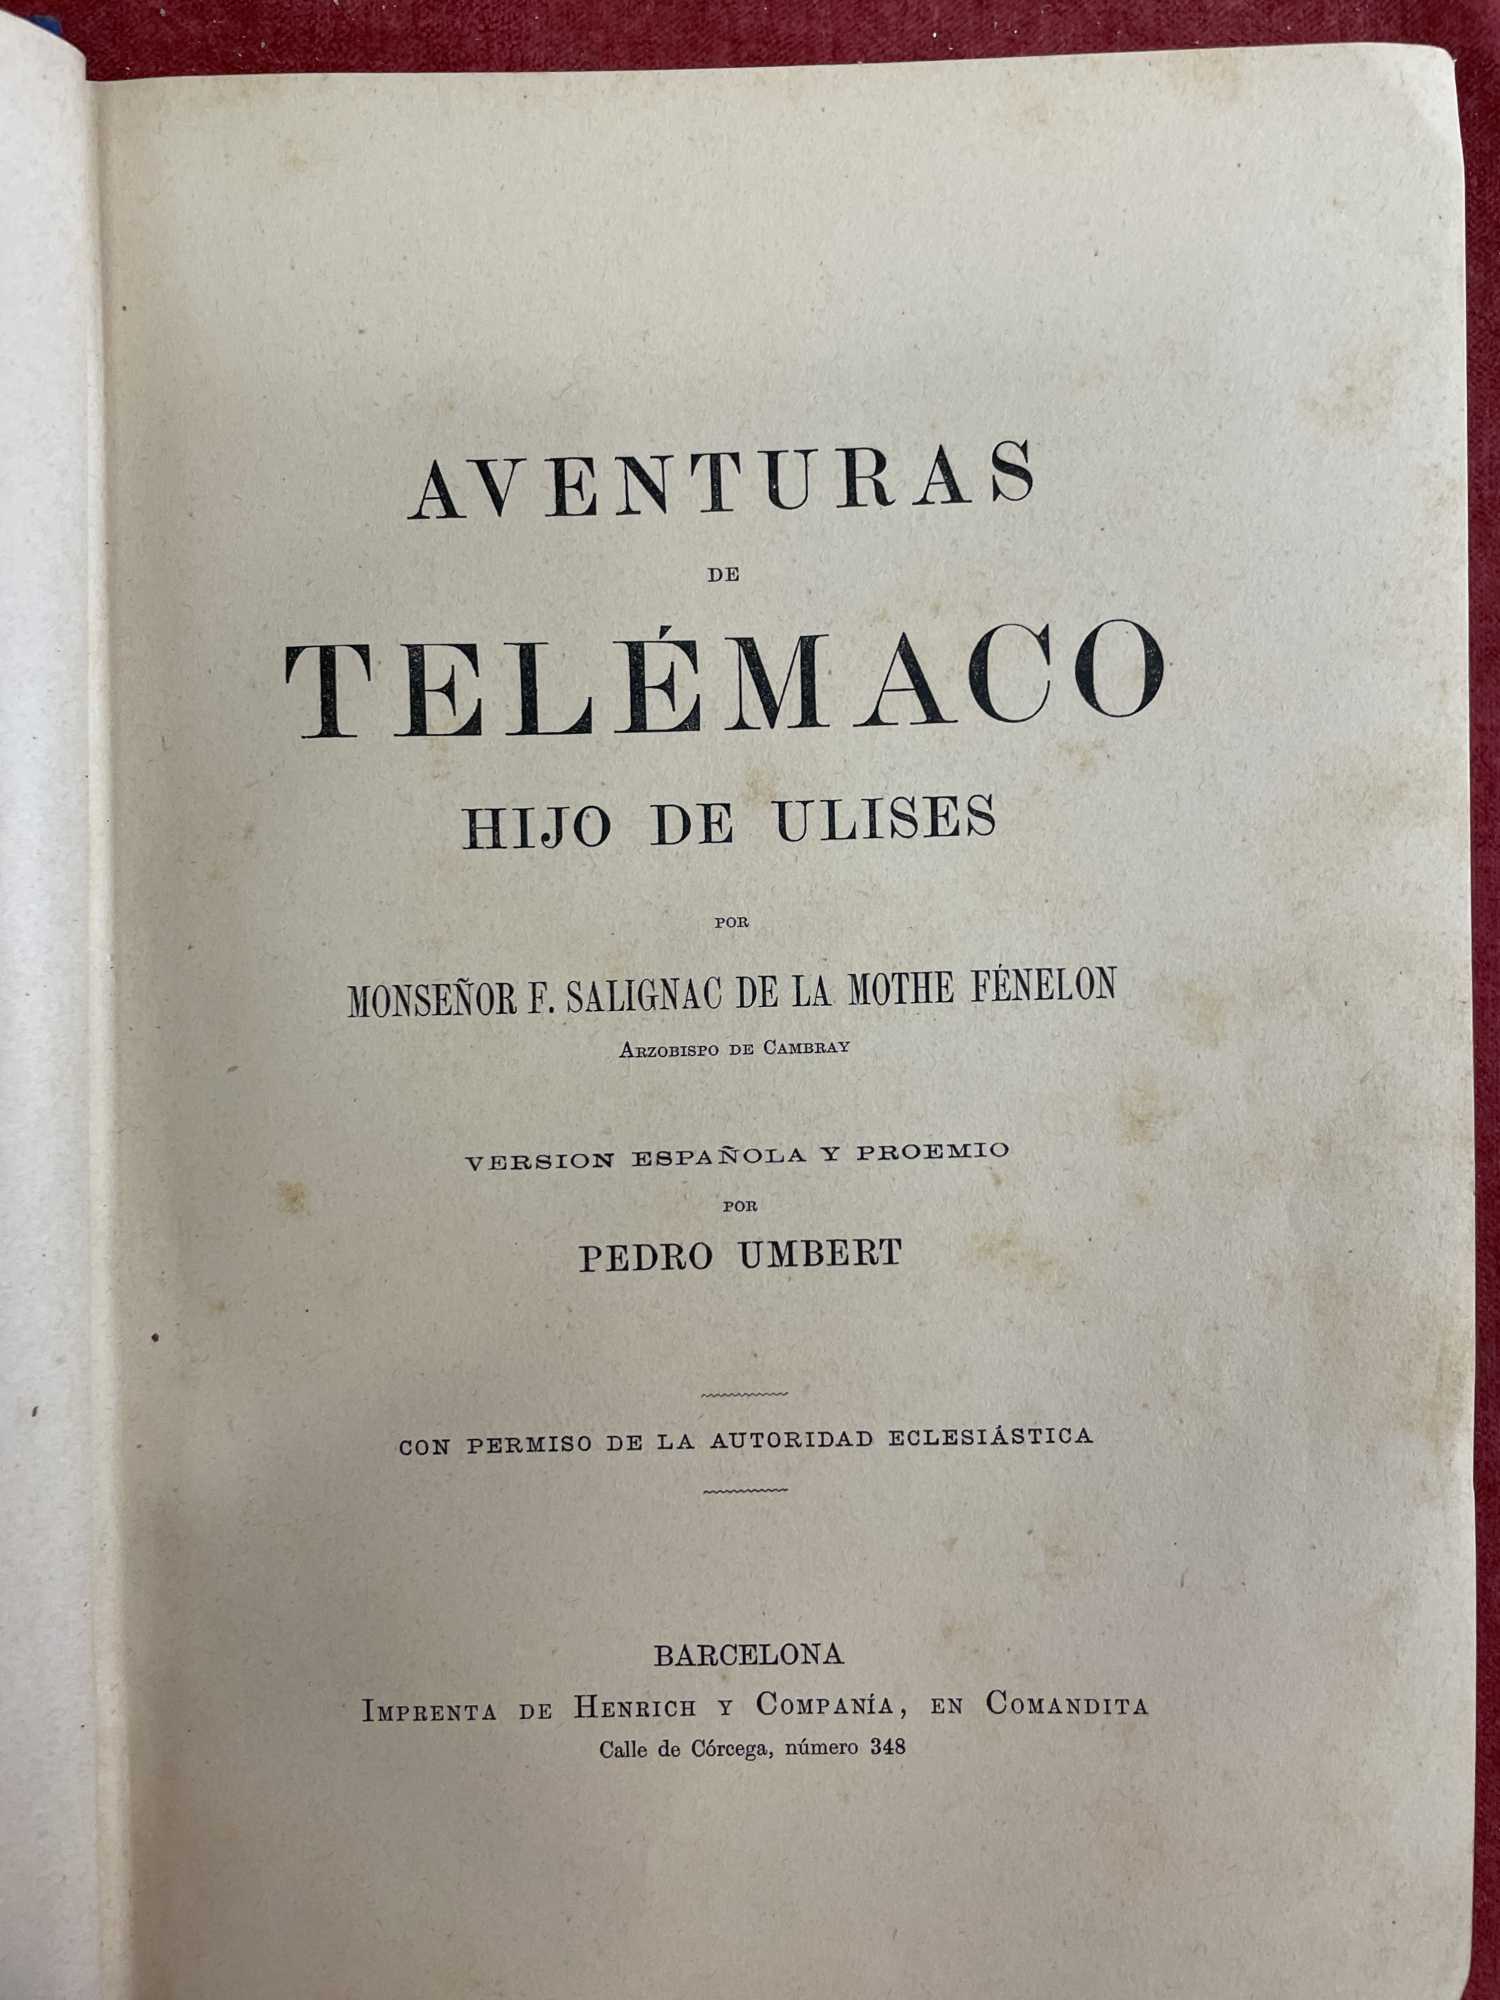 AVENTURAS
DE
TELÉMACO
HIJO DE ULISES
POR
MONSEÑOR F. SALIGNAC DE LA MOTHE FÉNELON
ARZOBISPO DE CAMBRAY
VERSION ESPAÑOLA Y PROEMIO
POR
PEDRO UMBERT
CON PERMISO DE LA AUTORIDAD ECLESIÁSTICA
BARCELONA
IMPRENTA DE HENRICH Y COMPANÍA, EN COMANDITA
Calle de Córcega, número 348